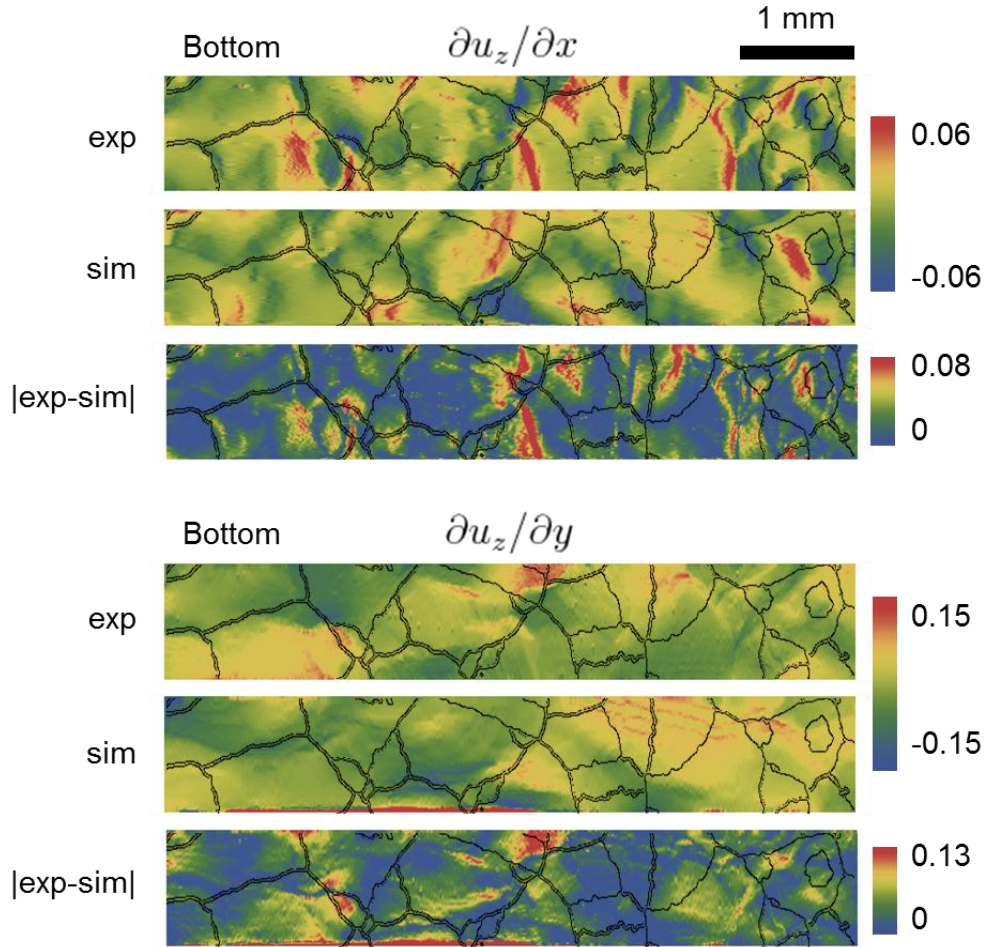 1 mm
Bottom ∂u_z/∂x
exp
0.06
-0.06
sim
|exp-sim|
0.08
0
Bottom ∂u_z/∂y
exp
0.15
-0.15
sim
|exp-sim|
0.13
0